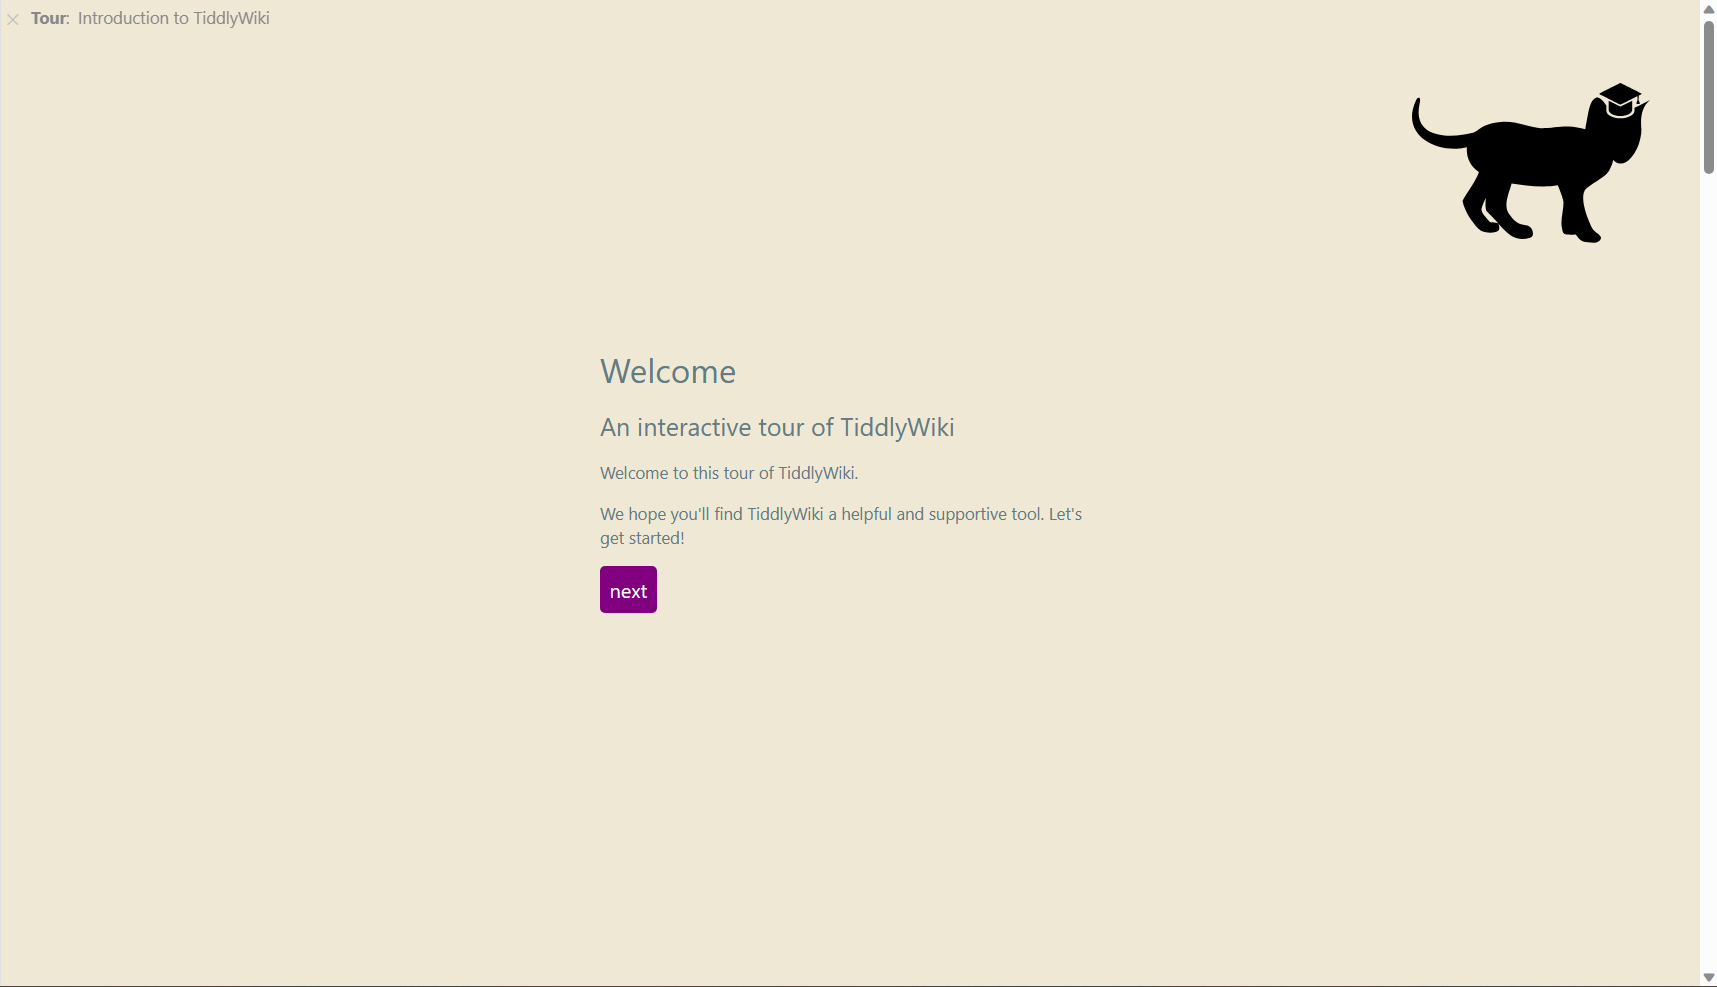 Tour: Introduction to TiddlyWiki
Welcome
An interactive tour of TiddlyWiki
Welcome to this tour of TiddlyWiki.
We hope you'll find TiddlyWiki a helpful and supportive tool. Let's
get started!
next